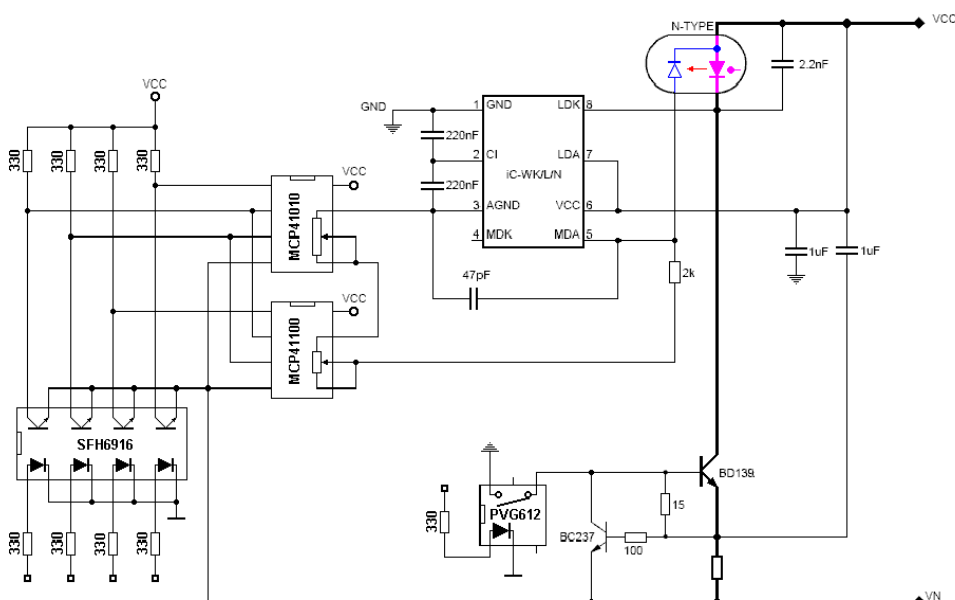 N-TYPE
VCC
2.2nF
VCC
GND
1 GND LDK 8
220nF
2 CI LDA 7
iC-WK/L/N
220nF
3 AGND VCC 6
4 MDK MDA 5
330 330 330 330
VCC
MCP41010
1uF 1uF
47pF
2k
VCC
MCP41100
SFH6916
BD139.
PVG612
15
330
BC237
100
330 330 330 330
VN